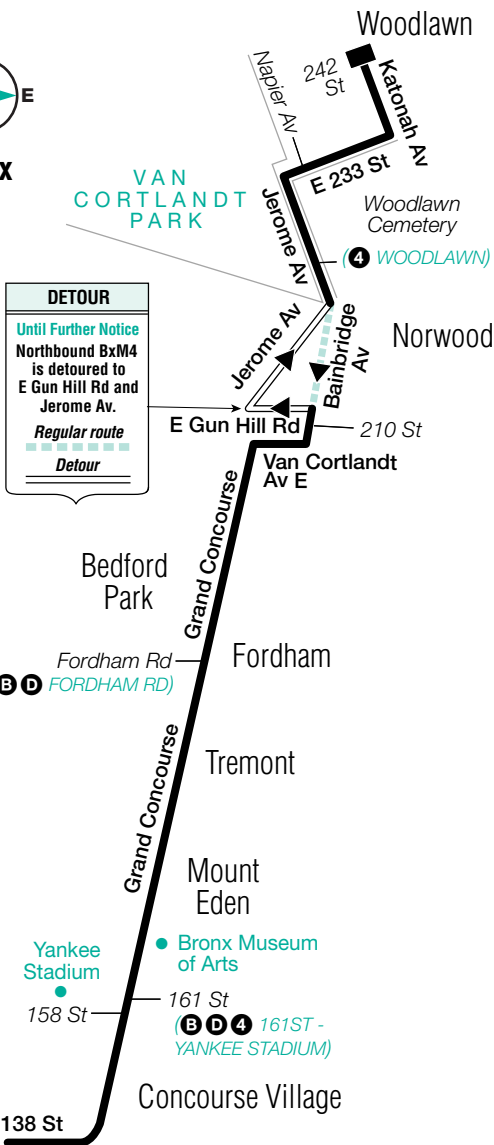 Woodlawn
242
St
Napier Av
Katonah Av
E
X
E 233 St
VAN
CORTLANDT
PARK
Jerome Av
Woodlawn
Cemetery
(4 WOODLAWN)
DETOUR
Until Further Notice
Northbound BxM4
is detoured to
E Gun Hill Rd and
Jerome Av.
Regular route
Detour
Jerome Av
Bainbridge
Av
Norwood
E Gun Hill Rd
210 St
Van Cortlandt
Av E
Grand Concourse
Bedford
Park
Fordham Rd
B D FORDHAM RD)
Fordham
Grand Concourse
Tremont
Mount
Eden
Yankee
Stadium
Bronx Museum
of Arts
158 St
161 St
(B D 4 161ST -
YANKEE STADIUM)
Concourse Village
138 St